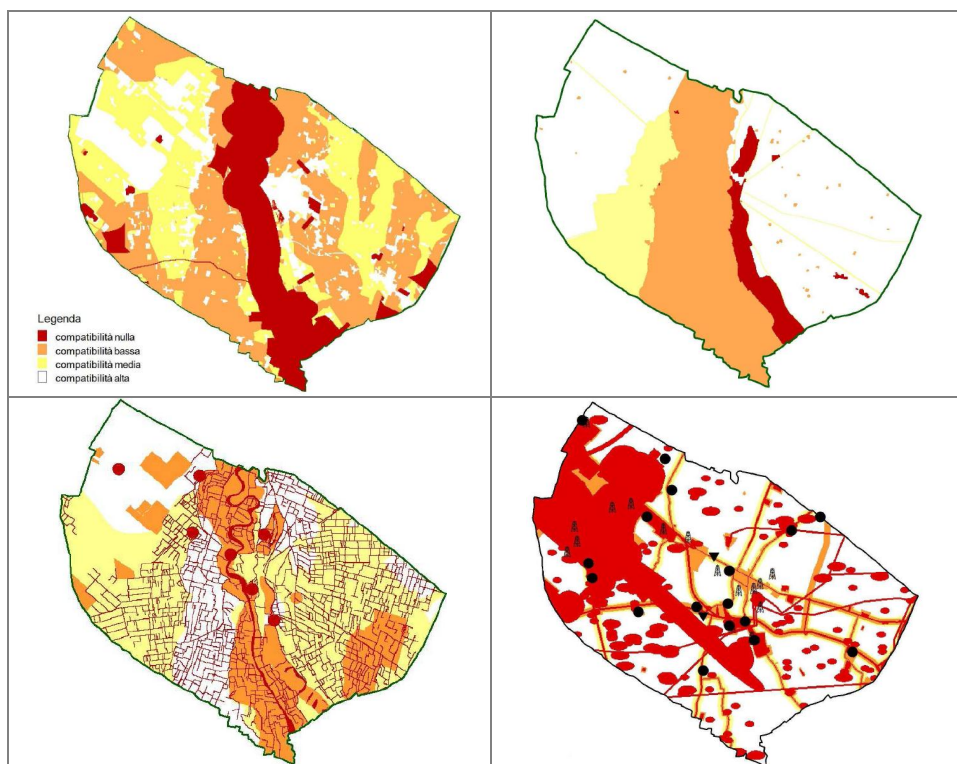 Legenda
compatibilità nulla
compatibilità bassa
compatibilità media
compatibilità alta